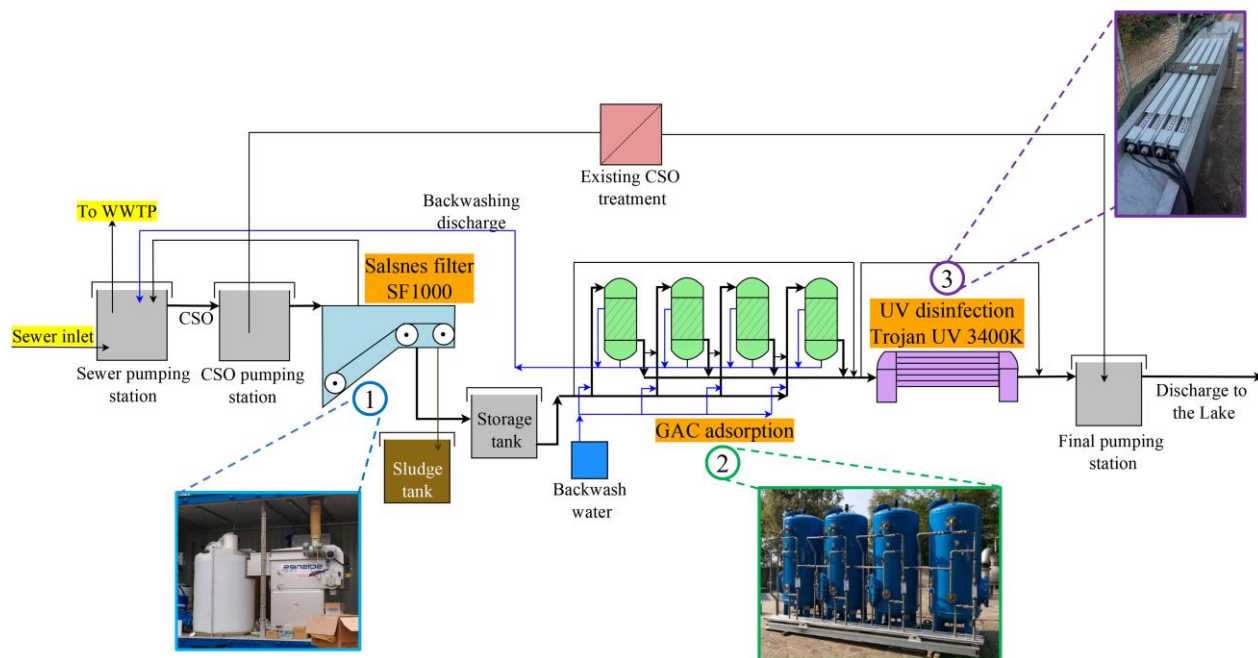 Existing CSO
treatment
To WWTP
Backwashing
discharge
Salsnes filter
SF1000
3
UV disinfection
Trojan UV 3400K
CSO
Sewer inlet
Sewer pumping
station
CSO pumping
station
1
Storage
tank
GAC adsorption
2
Sludge
tank
Backwash
water
Final pumping
station
Discharge to
the Lake